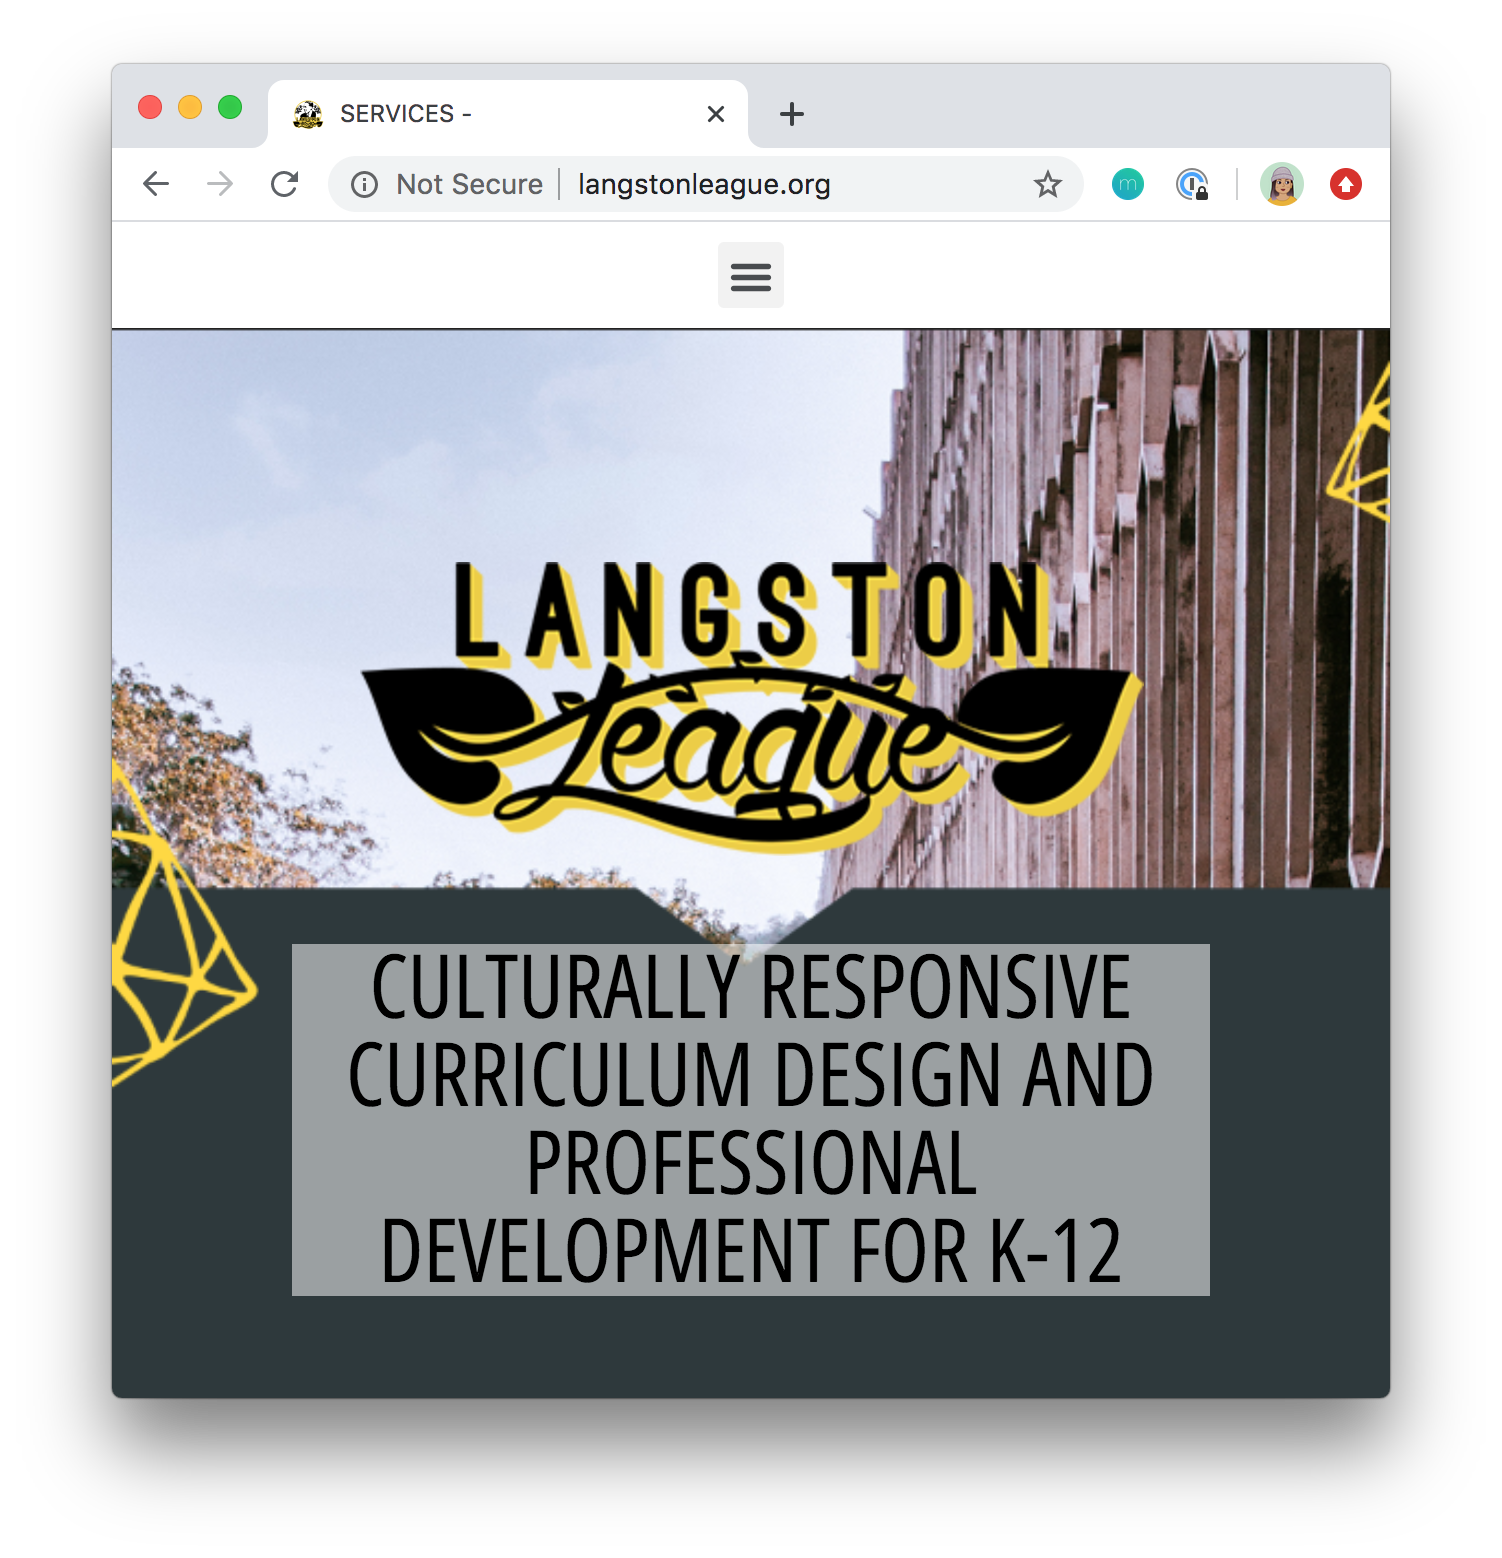 SERVICES -
Not Secure | langstonleague.org
LANGSTON
League
CULTURALLY RESPONSIVE
CURRICULUM DESIGN AND
PROFESSIONAL
DEVELOPMENT FOR K-12